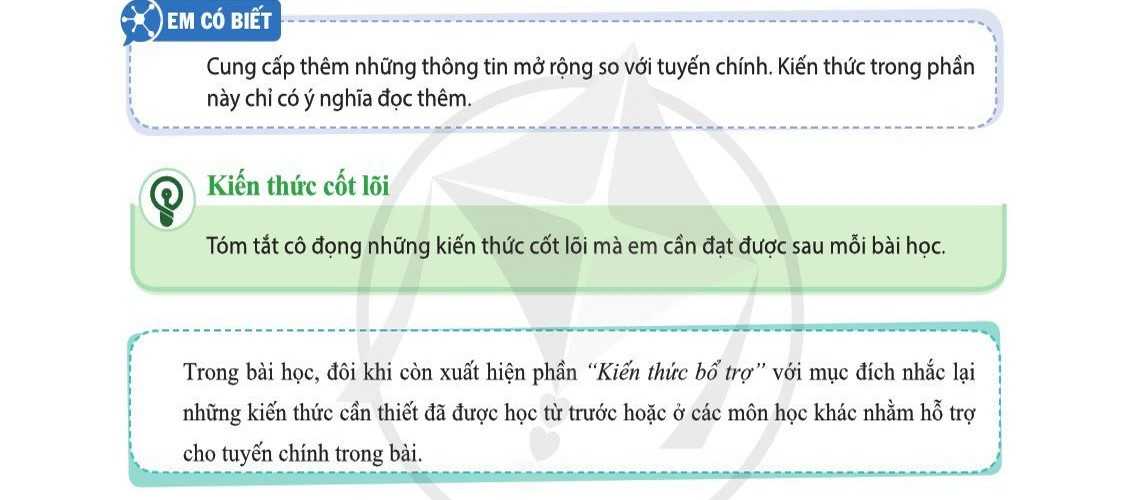 EM CÓ BIẾT
Cung cấp thêm những thông tin mở rộng so với tuyến chính. Kiến thức trong phần
này chỉ có ý nghĩa đọc thêm.
Kiến thức cốt lõi
Tóm tắt cô đọng những kiến thức cốt lõi mà em cần đạt được sau mỗi bài học.
Trong bài học, đôi khi còn xuất hiện phần “Kiến thức bổ trợ” với mục đích nhắc lại
những kiến thức cần thiết đã được học từ trước hoặc ở các môn học khác nhằm hỗ trợ
cho tuyến chính trong bài.